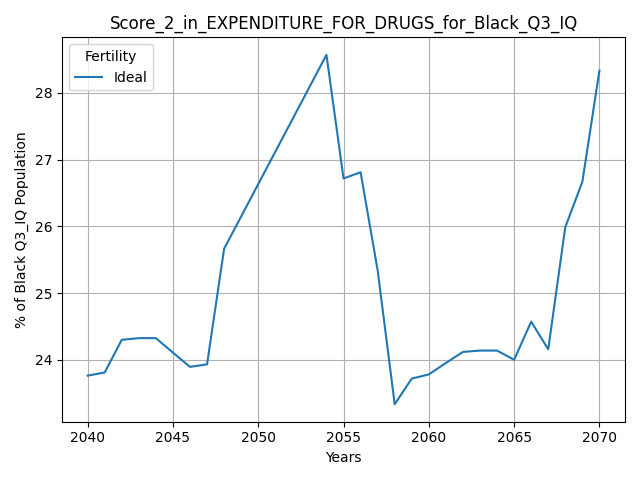 Score_2_in_EXPENDITURE_FOR_DRUGS_for_Black_Q3_IQ
Fertility
Ideal
% of Black Q3_IQ Population
28
27
26
25
24
2040 2045 2050 2055 2060 2065 2070
Years